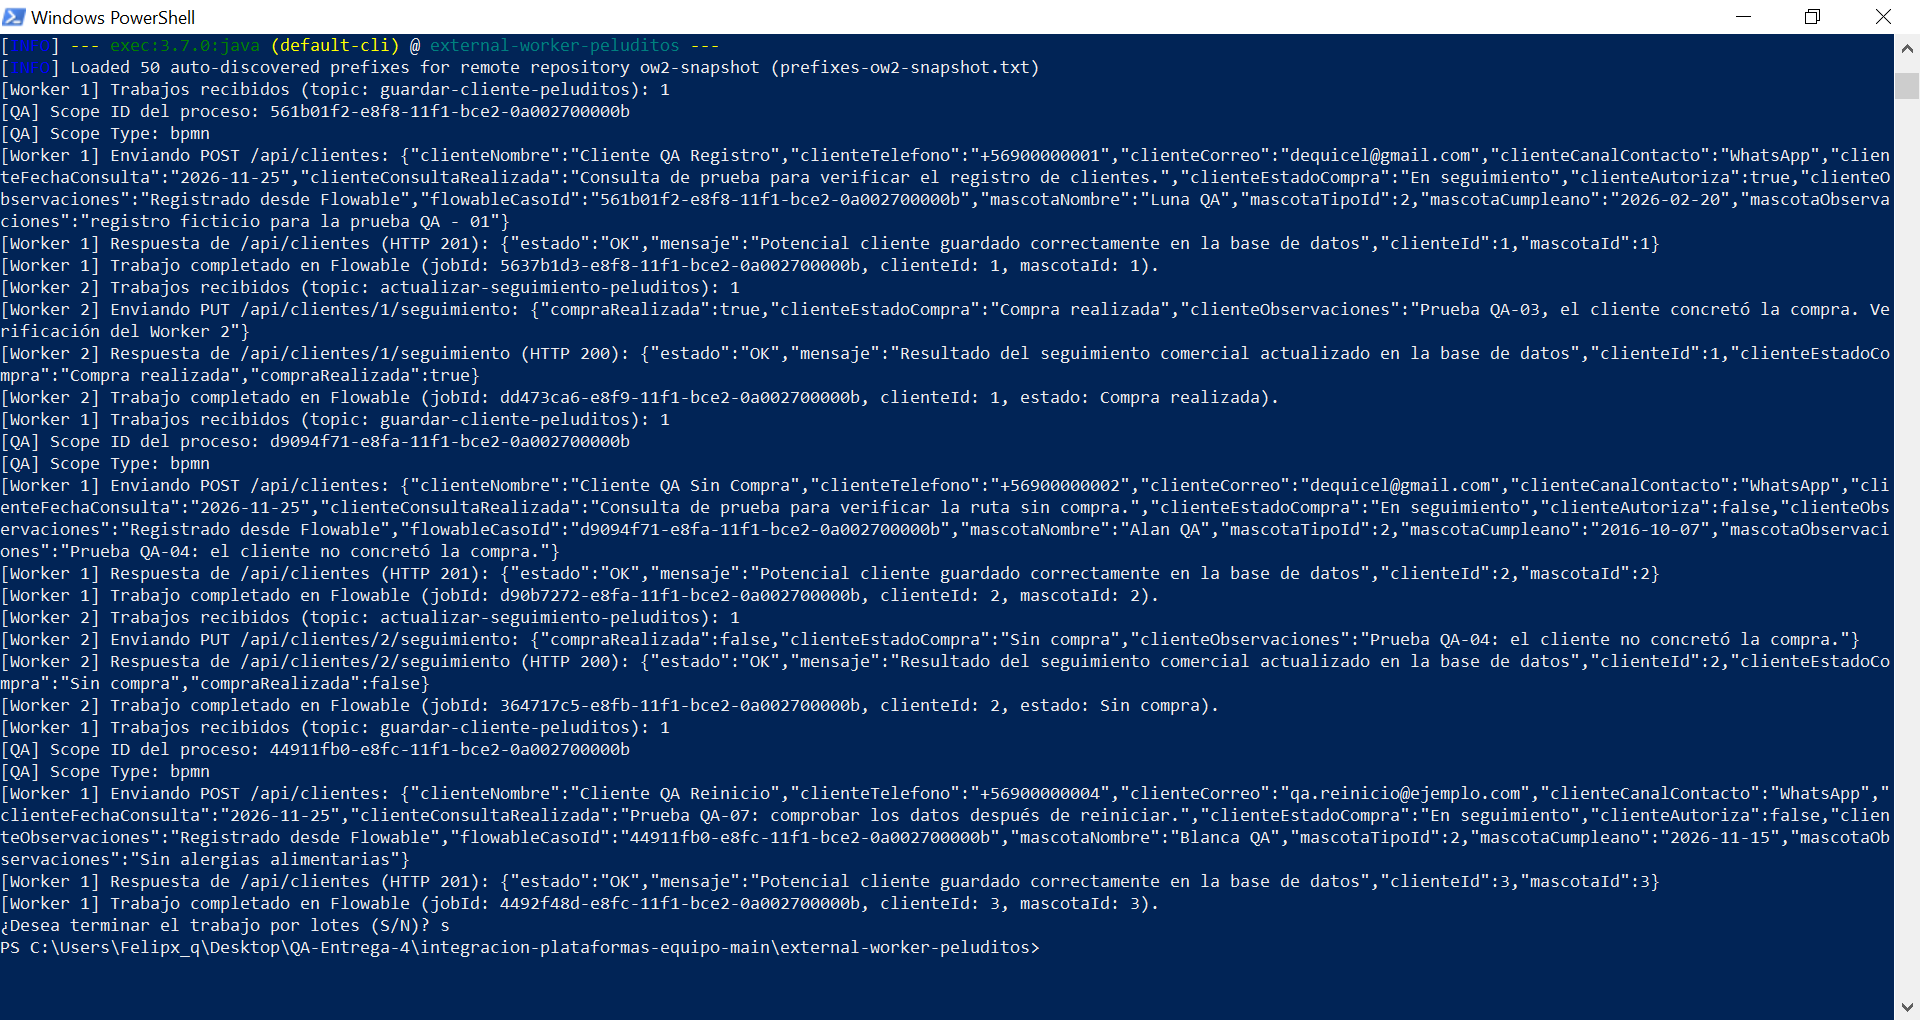 Windows PowerShell
[INFO] --- exec:3.7.0:java (default-cli) @ external-worker-peluditos ---
[INFO] Loaded 50 auto-discovered prefixes for remote repository ow2-snapshot (prefixes-ow2-snapshot.txt)
[Worker 1] Trabajos recibidos (topic: guardar-cliente-peluditos): 1
[QA] Scope ID del proceso: 561b01f2-e8f8-11f1-bce2-0a002700000b
[QA] Scope Type: bpmn
[Worker 1] Enviando POST /api/clientes: {"clienteNombre":"Cliente QA Registro","clienteTelefono":"+56900000001","clienteCorreo":"dequicel@gmail.com","clienteCanalContacto":"WhatsApp","clien
teFechaConsulta":"2026-11-25","clienteConsultaRealizada":"Consulta de prueba para verificar el registro de clientes.","clienteEstadoCompra":"En seguimiento","clienteAutoriza":true,"clienteO
bservaciones":"Registrado desde Flowable","flowableCasoId":"561b01f2-e8f8-11f1-bce2-0a002700000b","mascotaNombre":"Luna QA","mascotaTipoId":2,"mascotaCumpleano":"2026-02-20","mascotaObserva
ciones":"registro ficticio para la prueba QA - 01"}
[Worker 1] Respuesta de /api/clientes (HTTP 201): {"estado":"OK","mensaje":"Potencial cliente guardado correctamente en la base de datos","clienteId":1,"mascotaId":1}
[Worker 1] Trabajo completado en Flowable (jobId: 5637b1d3-e8f8-11f1-bce2-0a002700000b, clienteId: 1, mascotaId: 1).
[Worker 2] Trabajos recibidos (topic: actualizar-seguimiento-peluditos): 1
[Worker 2] Enviando PUT /api/clientes/1/seguimiento: {"compraRealizada":true,"clienteEstadoCompra":"Compra realizada","clienteObservaciones":"Prueba QA-03, el cliente concretó la compra. Ve
rificación del Worker 2"}
[Worker 2] Respuesta de /api/clientes/1/seguimiento (HTTP 200): {"estado":"OK","mensaje":"Resultado del seguimiento comercial actualizado en la base de datos","clienteId":1,"clienteEstadoCo
mpra":"Compra realizada","compraRealizada":true}
[Worker 2] Trabajo completado en Flowable (jobId: dd473ca6-e8f9-11f1-bce2-0a002700000b, clienteId: 1, estado: Compra realizada).
[Worker 1] Trabajos recibidos (topic: guardar-cliente-peluditos): 1
[QA] Scope ID del proceso: d9094f71-e8fa-11f1-bce2-0a002700000b
[QA] Scope Type: bpmn
[Worker 1] Enviando POST /api/clientes: {"clienteNombre":"Cliente QA Sin Compra","clienteTelefono":"+56900000002","clienteCorreo":"dequicel@gmail.com","clienteCanalContacto":"WhatsApp","cli
enteFechaConsulta":"2026-11-25","clienteConsultaRealizada":"Consulta de prueba para verificar la ruta sin compra.","clienteEstadoCompra":"En seguimiento","clienteAutoriza":false,"clienteObs
ervaciones":"Registrado desde Flowable","flowableCasoId":"d9094f71-e8fa-11f1-bce2-0a002700000b","mascotaNombre":"Alan QA","mascotaTipoId":2,"mascotaCumpleano":"2016-10-07","mascotaObservaci
ones":"Prueba QA-04: el cliente no concretó la compra."}
[Worker 1] Respuesta de /api/clientes (HTTP 201): {"estado":"OK","mensaje":"Potencial cliente guardado correctamente en la base de datos","clienteId":2,"mascotaId":2}
[Worker 1] Trabajo completado en Flowable (jobId: d90b7272-e8fa-11f1-bce2-0a002700000b, clienteId: 2, mascotaId: 2).
[Worker 2] Trabajos recibidos (topic: actualizar-seguimiento-peluditos): 1
[Worker 2] Enviando PUT /api/clientes/2/seguimiento: {"compraRealizada":false,"clienteEstadoCompra":"Sin compra","clienteObservaciones":"Prueba QA-04: el cliente no concretó la compra."}
[Worker 2] Respuesta de /api/clientes/2/seguimiento (HTTP 200): {"estado":"OK","mensaje":"Resultado del seguimiento comercial actualizado en la base de datos","clienteId":2,"clienteEstadoCo
mpra":"Sin compra","compraRealizada":false}
[Worker 2] Trabajo completado en Flowable (jobId: 364717c5-e8fb-11f1-bce2-0a002700000b, clienteId: 2, estado: Sin compra).
[Worker 1] Trabajos recibidos (topic: guardar-cliente-peluditos): 1
[QA] Scope ID del proceso: 44911fb0-e8fc-11f1-bce2-0a002700000b
[QA] Scope Type: bpmn
[Worker 1] Enviando POST /api/clientes: {"clienteNombre":"Cliente QA Reinicio","clienteTelefono":"+56900000004","clienteCorreo":"qa.reinicio@ejemplo.com","clienteCanalContacto":"WhatsApp","
clienteFechaConsulta":"2026-11-25","clienteConsultaRealizada":"Prueba QA-07: comprobar los datos después de reiniciar.","clienteEstadoCompra":"En seguimiento","clienteAutoriza":false,"clien
teObservaciones":"Registrado desde Flowable","flowableCasoId":"44911fb0-e8fc-11f1-bce2-0a002700000b","mascotaNombre":"Blanca QA","mascotaTipoId":2,"mascotaCumpleano":"2026-11-15","mascotaOb
servaciones":"Sin alergias alimentarias"}
[Worker 1] Respuesta de /api/clientes (HTTP 201): {"estado":"OK","mensaje":"Potencial cliente guardado correctamente en la base de datos","clienteId":3,"mascotaId":3}
[Worker 1] Trabajo completado en Flowable (jobId: 4492f48d-e8fc-11f1-bce2-0a002700000b, clienteId: 3, mascotaId: 3).
¿Desea terminar el trabajo por lotes (S/N)? s
PS C:\Users\Felipx_q\Desktop\QA-Entrega-4\integracion-plataformas-equipo-main\external-worker-peluditos>